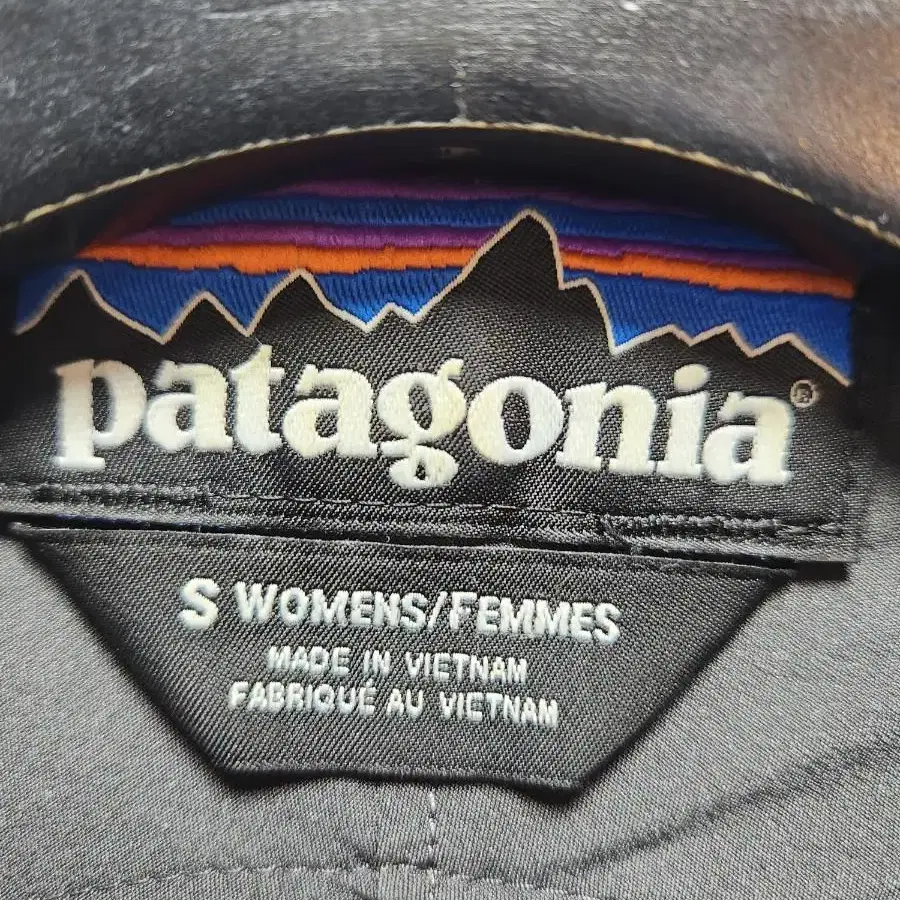 patagonia®
S WOMENS/FEMMES
MADE IN VIETNAM
FABRIQUÉ AU VIETNAM